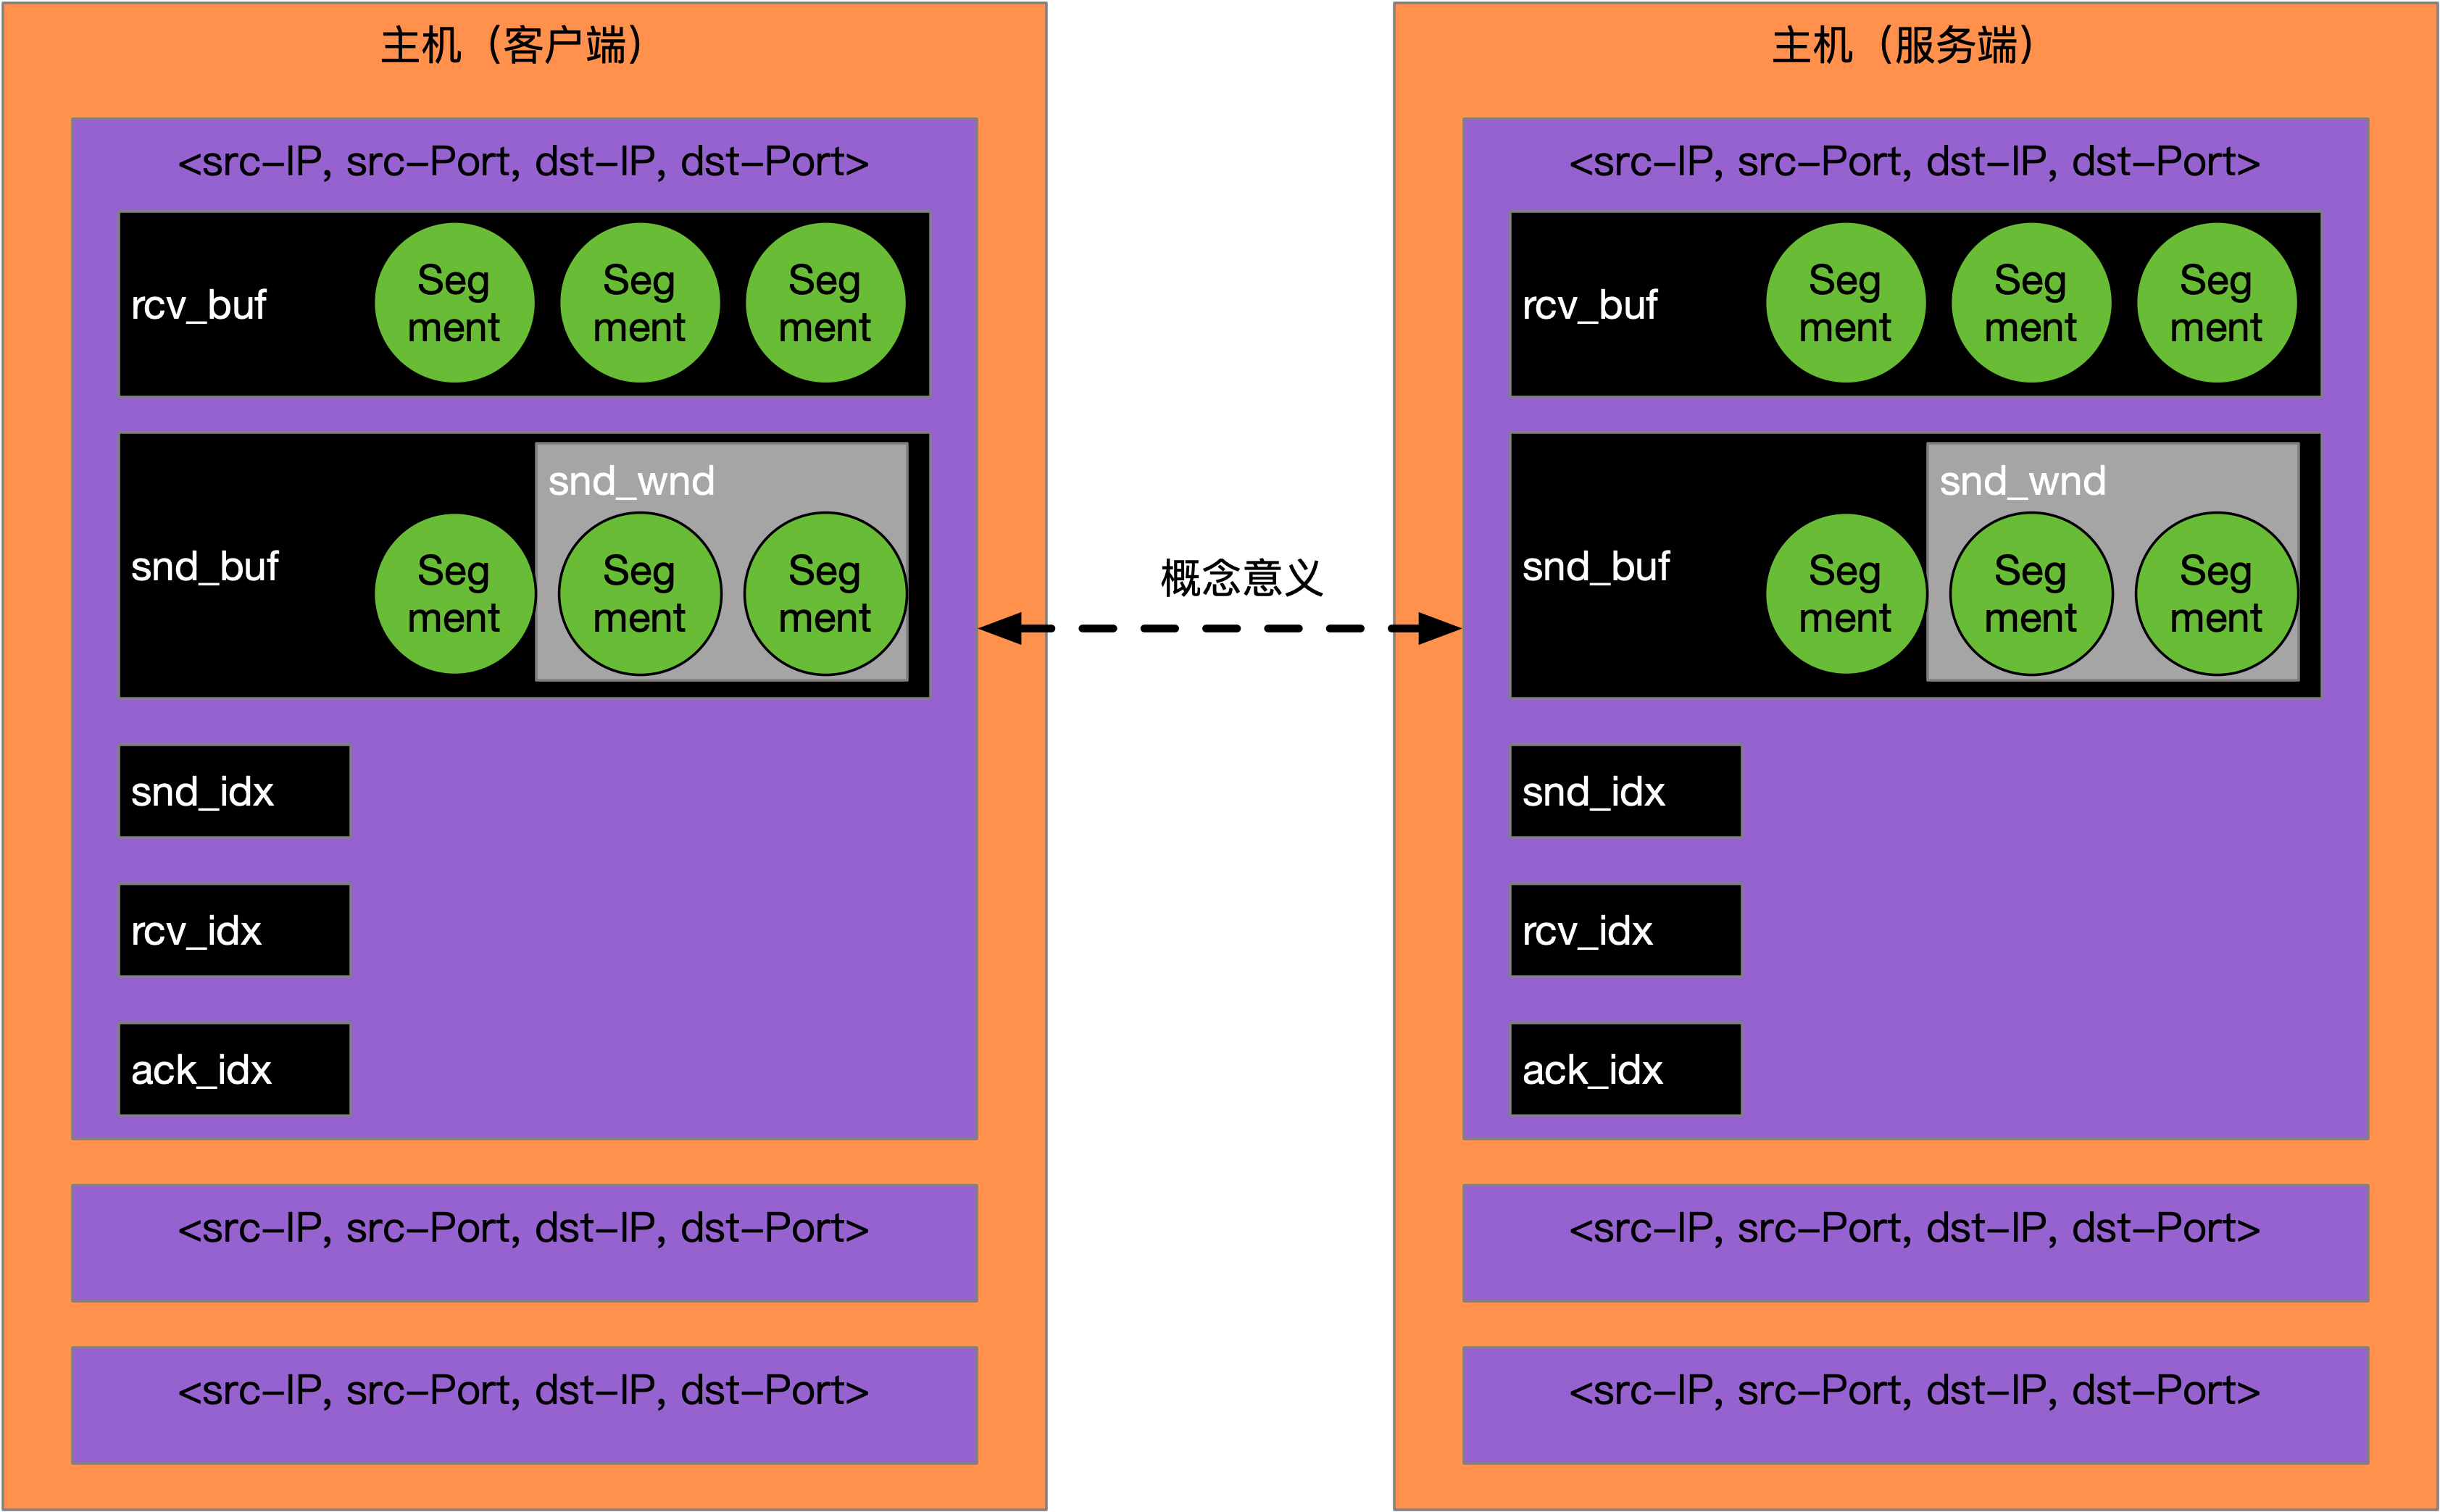 主机（客户端）
<src-IP, src-Port, dst-IP, dst-Port>
rcv_buf
Seg
ment
Seg
ment
Seg
ment
snd_buf
Seg
ment
snd_wnd
Seg
ment
Seg
ment
snd_idx
rcv_idx
ack_idx
<src-IP, src-Port, dst-IP, dst-Port>
<src-IP, src-Port, dst-IP, dst-Port>
概念意义
主机（服务端）
<src-IP, src-Port, dst-IP, dst-Port>
rcv_buf
Seg
ment
Seg
ment
Seg
ment
snd_buf
Seg
ment
snd_wnd
Seg
ment
Seg
ment
snd_idx
rcv_idx
ack_idx
<src-IP, src-Port, dst-IP, dst-Port>
<src-IP, src-Port, dst-IP, dst-Port>